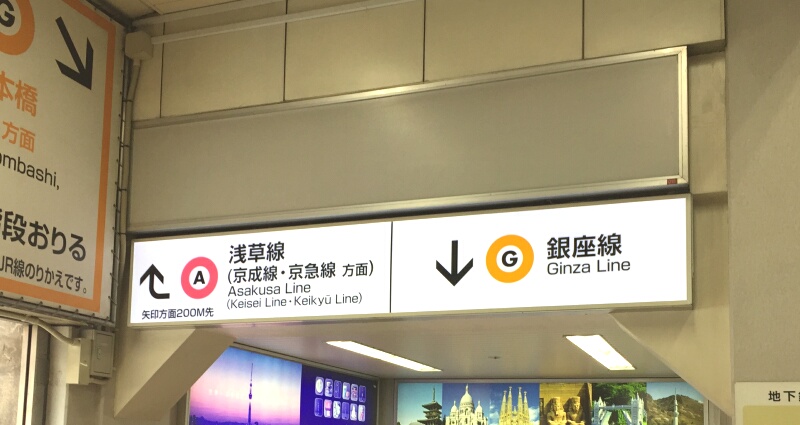 G
本橋
方面
mbashi,
段おりる
JR線のりかえです。
A
浅草線
(京成線・京急線 方面)
Asakusa Line
(Keisei Line・Keikyū Line)
矢印方面200M先
G
銀座線
Ginza Line
地下